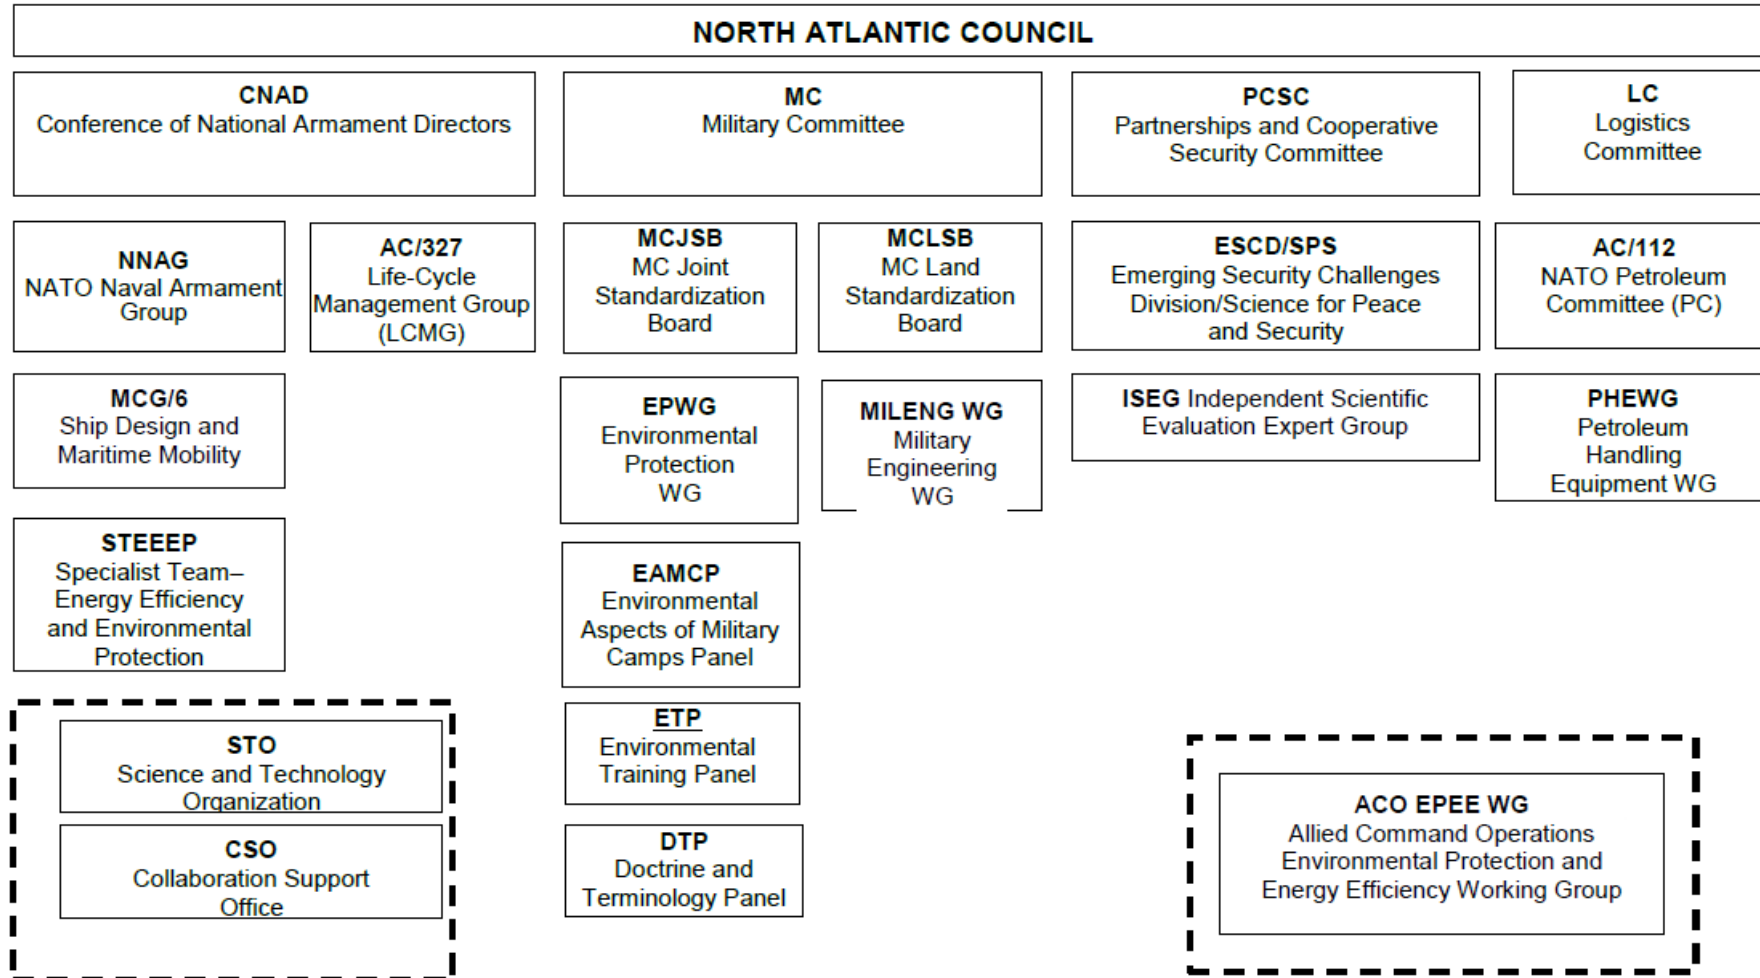 NORTH ATLANTIC COUNCIL
CNAD
Conference of National Armament Directors
MC
Military Committee
PCSC
Partnerships and Cooperative
Security Committee
LC
Logistics
Committee
NNAG
NATO Naval Armament
Group
AC/327
Life-Cycle
Management Group
(LCMG)
MCJSB
MC Joint
Standardization
Board
MCLSB
MC Land
Standardization
Board
ESCD/SPS
Emerging Security Challenges
Division/Science for Peace
and Security
AC/112
NATO Petroleum
Committee (PC)
MCG/6
Ship Design and
Maritime Mobility
EPWG
Environmental
Protection
WG
MILENG WG
Military
Engineering
WG
ISEG Independent Scientific
Evaluation Expert Group
PHEWG
Petroleum
Handling
Equipment WG
STEEEP
Specialist Team–
Energy Efficiency
and Environmental
Protection
EAMCP
Environmental
Aspects of Military
Camps Panel
STO
Science and Technology
Organization
ETP
Environmental
Training Panel
CSO
Collaboration Support
Office
DTP
Doctrine and
Terminology Panel
ACO EPEE WG
Allied Command Operations
Environmental Protection and
Energy Efficiency Working Group